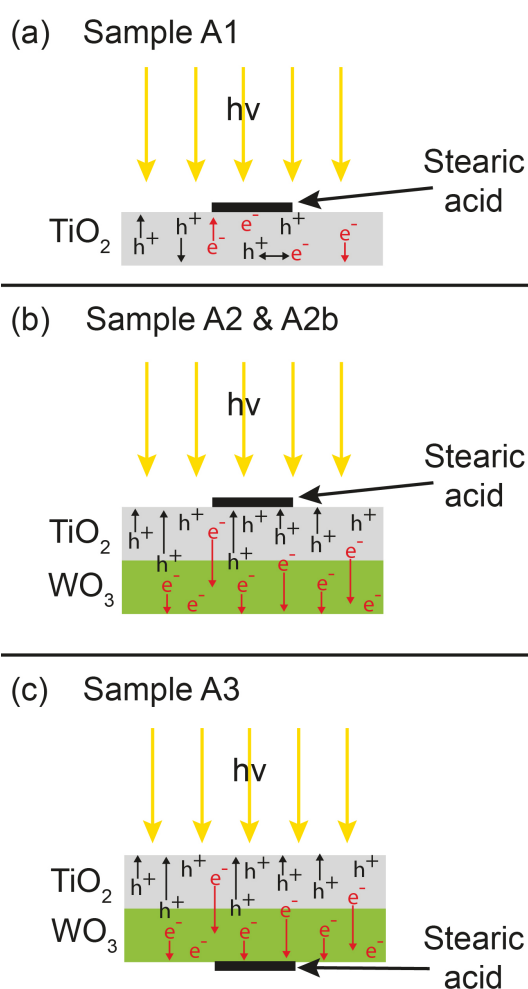 (a) Sample A1
hv
Stearic
acid
TiO₂
h⁺ h⁺ e⁻ e⁻ h⁺ h⁺ e⁻ e⁻
(b) Sample A2 & A2b
hv
Stearic
acid
TiO₂
h⁺ h⁺ h⁺ e⁻ h⁺ h⁺ h⁺ e⁻ h⁺ e⁻ h⁺ e⁻
WO₃
e⁻ e⁻ e⁻ e⁻ e⁻
(c) Sample A3
hv
TiO₂
h⁺ h⁺ h⁺ e⁻ h⁺ h⁺ h⁺ h⁺ h⁺ e⁻
WO₃
e⁻ e⁻ e⁻ e⁻ e⁻ e⁻
Stearic
acid